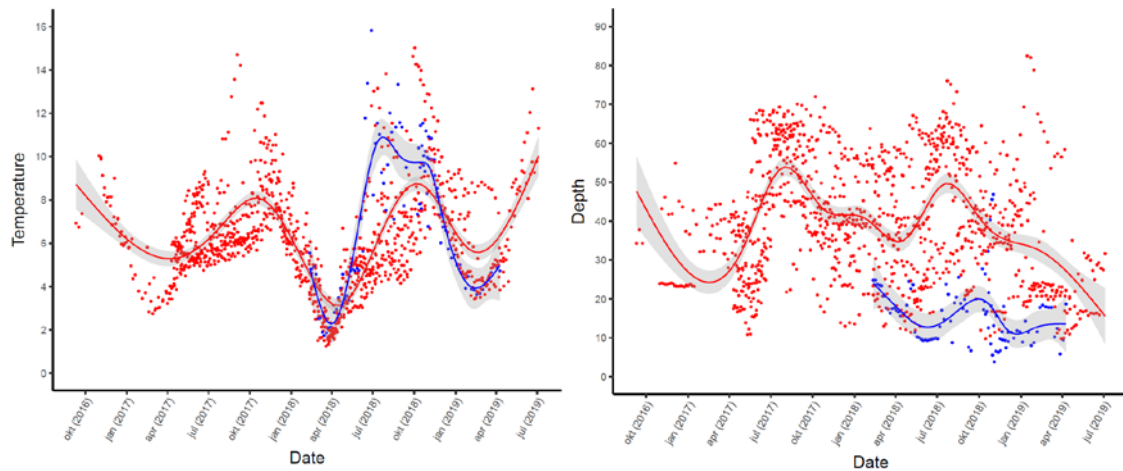 Temperature
16
14
12
10
8
6
4
2
0
okt (2016)
jan (2017)
apr (2017)
jul (2017)
okt (2017)
jan (2018)
apr (2018)
jul (2018)
okt (2018)
jan (2019)
apr (2019)
jul (2019)
Date
Depth
90
80
70
60
50
40
30
20
10
0
okt (2016)
jan (2017)
apr (2017)
jul (2017)
okt (2017)
jan (2018)
apr (2018)
jul (2018)
okt (2018)
jan (2019)
apr (2019)
jul (2019)
Date